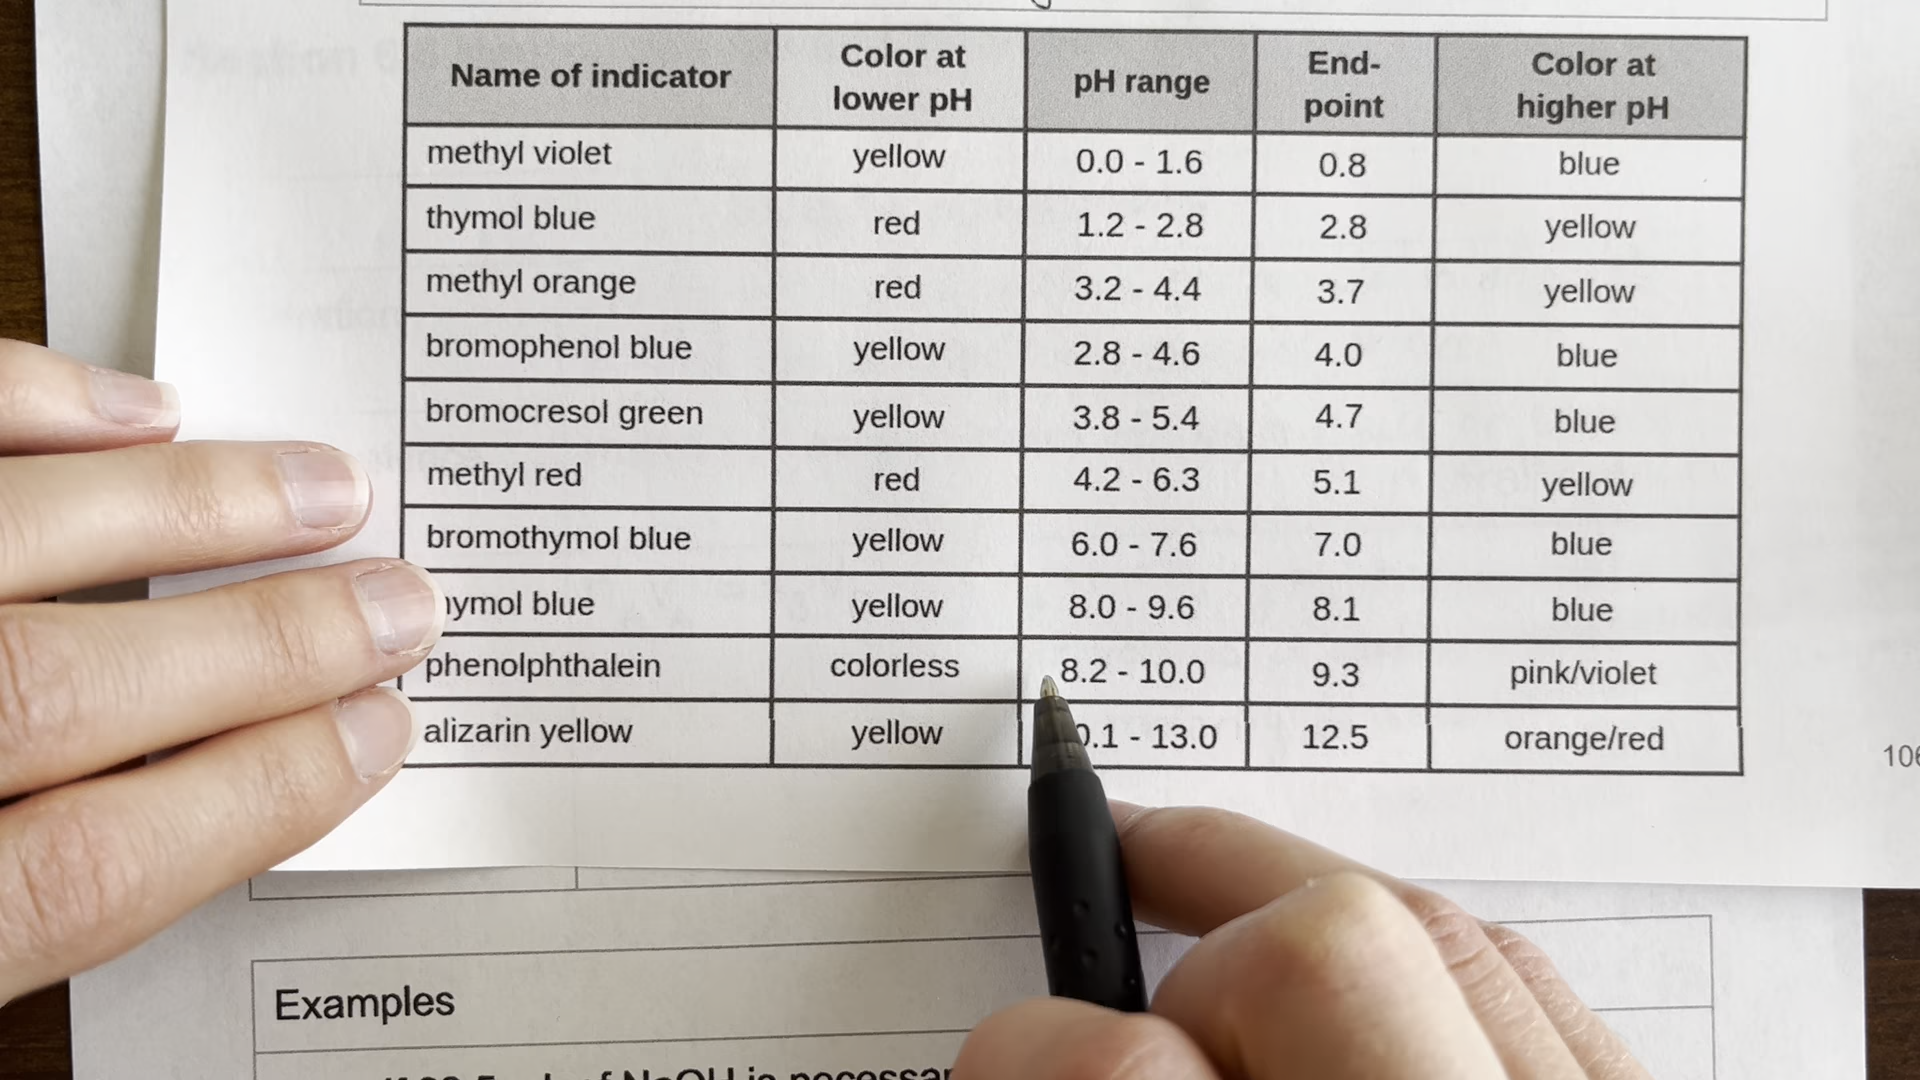 Name of indicator Color at lower pH pH range End-point Color at higher pH
methyl violet yellow 0.0 - 1.6 0.8 blue
thymol blue red 1.2 - 2.8 2.8 yellow
methyl orange red 3.2 - 4.4 3.7 yellow
bromophenol blue yellow 2.8 - 4.6 4.0 blue
bromocresol green yellow 3.8 - 5.4 4.7 blue
methyl red red 4.2 - 6.3 5.1 yellow
bromothymol blue yellow 6.0 - 7.6 7.0 blue
hymol blue yellow 8.0 - 9.6 8.1 blue
phenolphthalein colorless 8.2 - 10.0 9.3 pink/violet
alizarin yellow yellow 0.1 - 13.0 12.5 orange/red
106
Examples
of NaOH is